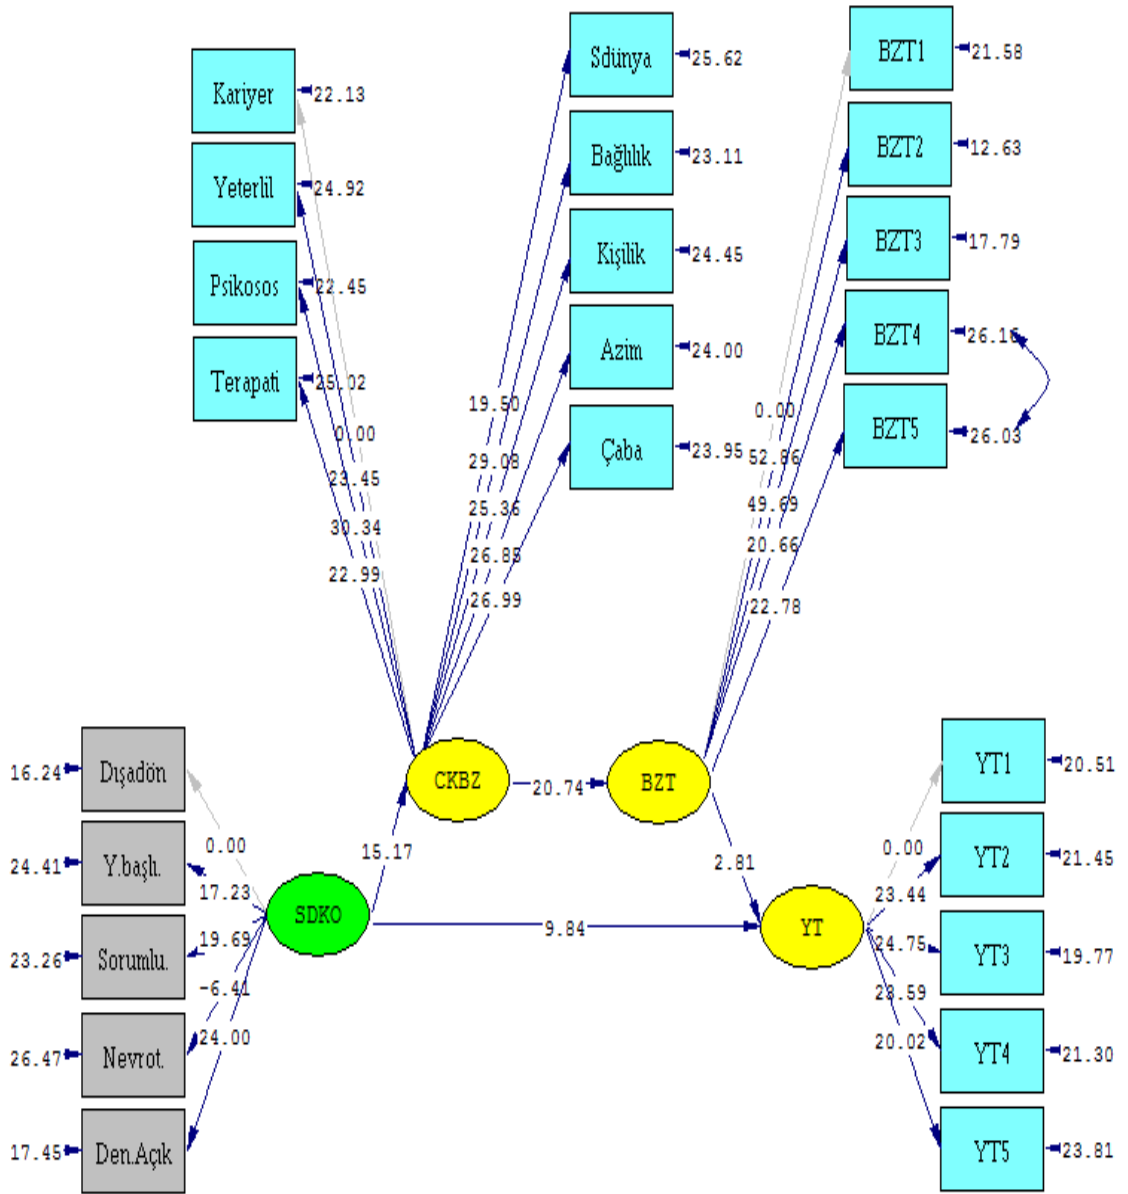 Kariyer
22.13
Yeterlil
24.92
Psikosos
22.45
Terapati
25.02
Sdünya
25.62
Bağlılık
23.11
Kişilik
24.45
Azim
24.00
Çaba
23.95
BZT1
21.58
BZT2
12.63
BZT3
17.79
BZT4
26.16
BZT5
26.03
0.00
23.45
30.34
22.99
19.50
29.08
25.36
26.85
26.99
0.00
52.86
49.69
20.66
22.78
CKBZ
20.74
BZT
15.17
2.81
SDKO
9.84
YT
16.24
Dışadön
24.41
Y.başlı.
23.26
Sorumlu.
26.47
Nevrot.
17.45
Den.Açık
0.00
17.23
19.69
-6.41
24.00
0.00
23.44
24.75
23.59
20.02
YT1
20.51
YT2
21.45
YT3
19.77
YT4
21.30
YT5
23.81